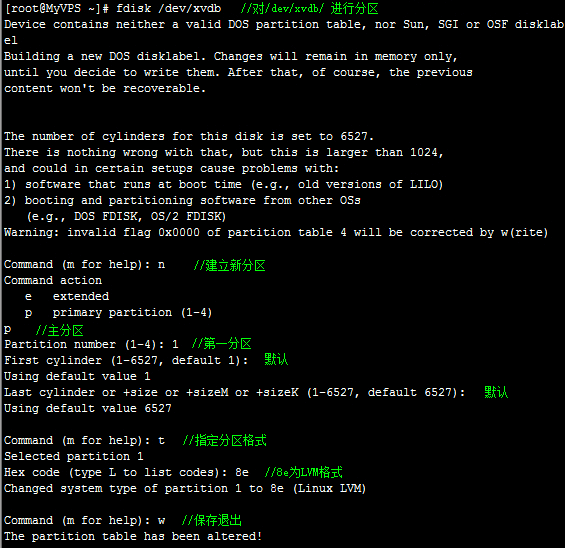 [root@MyVPS ~]# fdisk /dev/xvdb   //对/dev/xvdb/ 进行分区
Device contains neither a valid DOS partition table, nor Sun, SGI or OSF disklab
el
Building a new DOS disklabel. Changes will remain in memory only,
until you decide to write them. After that, of course, the previous
content won't be recoverable.
The number of cylinders for this disk is set to 6527.
There is nothing wrong with that, but this is larger than 1024,
and could in certain setups cause problems with:
1) software that runs at boot time (e.g., old versions of LILO)
2) booting and partitioning software from other OSs
   (e.g., DOS FDISK, OS/2 FDISK)
Warning: invalid flag 0x0000 of partition table 4 will be corrected by w(rite)
Command (m for help): n    //建立新分区
Command action
   e   extended
   p   primary partition (1-4)
p   //主分区
Partition number (1-4): 1  //第一分区
First cylinder (1-6527, default 1):   默认
Using default value 1
Last cylinder or +size or +sizeM or +sizeK (1-6527, default 6527):   默认
Using default value 6527
Command (m for help): t   //指定分区格式
Selected partition 1
Hex code (type L to list codes): 8e   //8e为LVM格式
Changed system type of partition 1 to 8e (Linux LVM)
Command (m for help): w   //保存退出
The partition table has been altered!